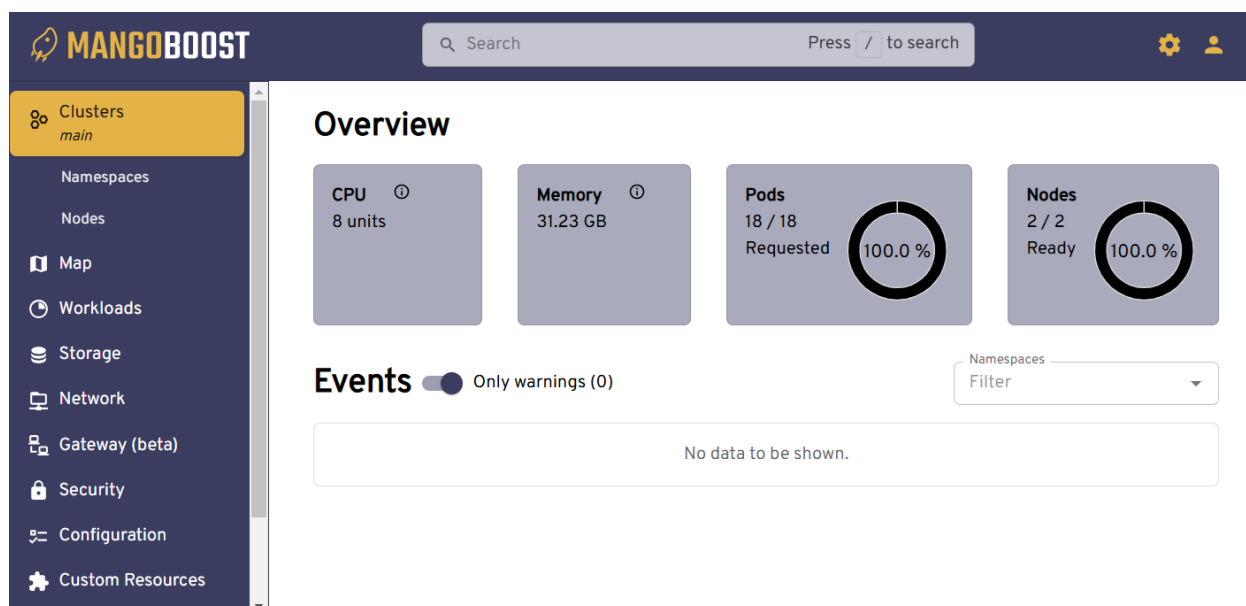 MANGOBOOST
Search
Press / to search
Clusters
main
Namespaces
Nodes
Map
Workloads
Storage
Network
Gateway (beta)
Security
Configuration
Custom Resources
Overview
CPU
8 units
Memory
31.23 GB
Pods
18 / 18
Requested
100.0 %
Nodes
2 / 2
Ready
100.0 %
Events
Only warnings (0)
Namespaces
Filter
No data to be shown.